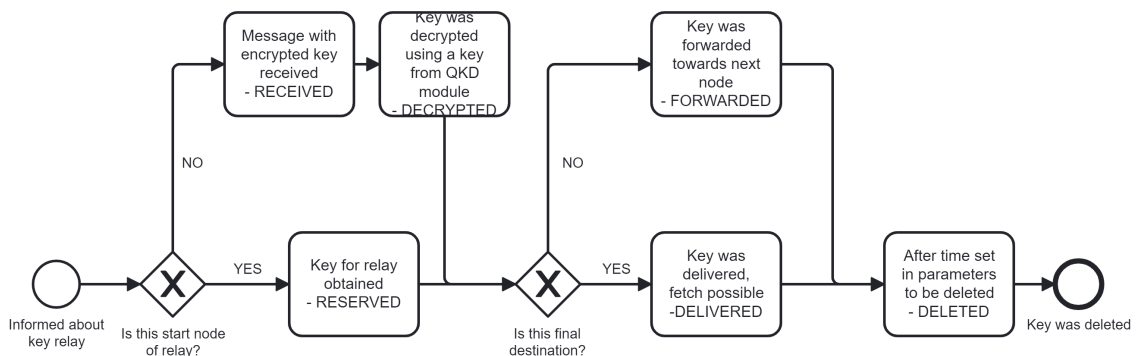 Message with
encrypted key
received
- RECEIVED
Key was
decrypted
using a key
from QKD
module
- DECRYPTED
Key was
forwarded
towards next
node
- FORWARDED
NO
NO
YES
Key for relay
obtained
- RESERVED
YES
Key was
delivered,
fetch possible
-DELIVERED
After time set
in parameters
to be deleted
- DELETED
Informed about
key relay
Is this start node
of relay?
Is this final
destination?
Key was deleted